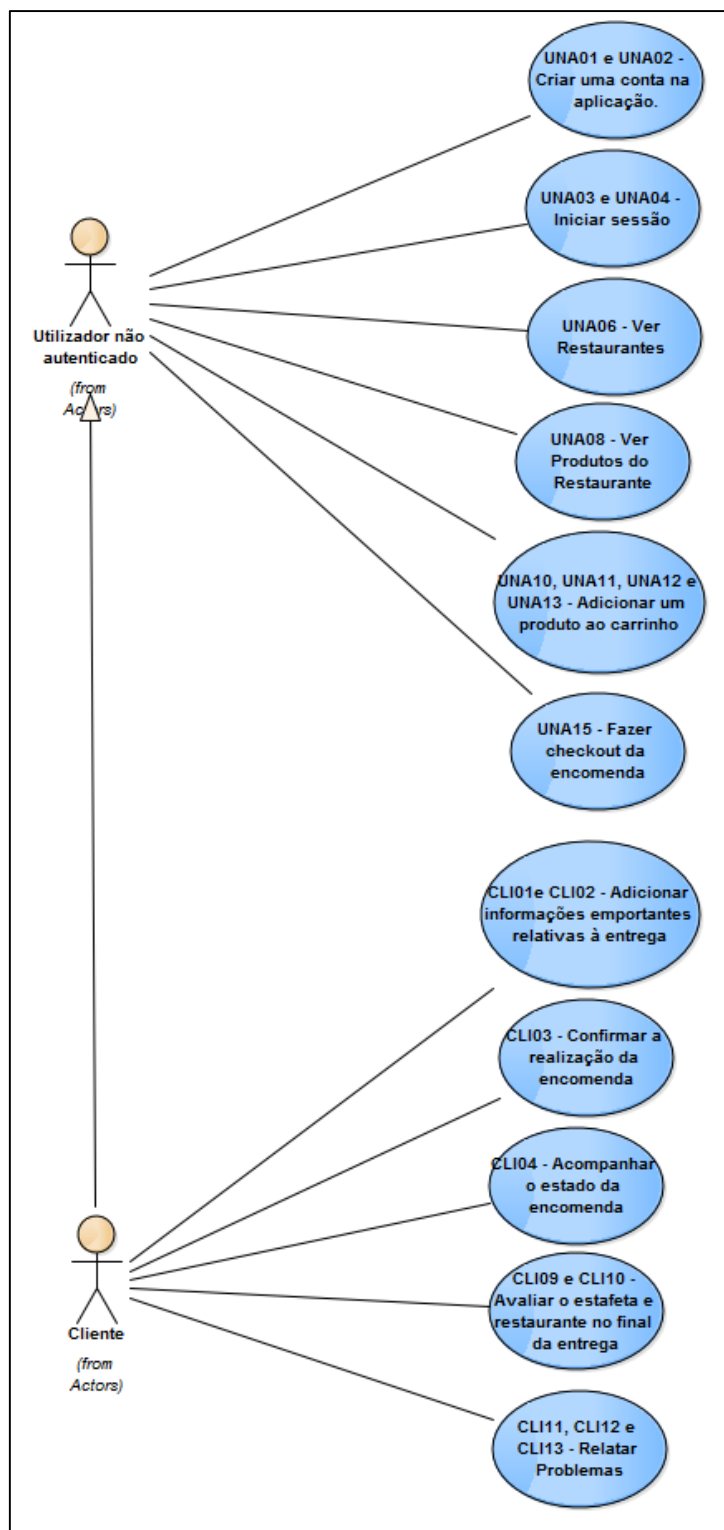 UNA01 e UNA02 -
Criar uma conta na
aplicação.
UNA03 e UNA04 -
Iniciar sessão
Utilizador não
autenticado
(from
Actors)
UNA06 - Ver
Restaurantes
UNA08 - Ver
Produtos do
Restaurante
UNA10, UNA11, UNA12 e
UNA13 - Adicionar um
produto ao carrinho
UNA15 - Fazer
checkout da
encomenda
CLI01e CLI02 - Adicionar
informações emportantes
relativas à entrega
CLI03 - Confirmar a
realização da
encomenda
CLI04 - Acompanhar
o estado da
encomenda
Cliente
(from
Actors)
CLI09 e CLI10 -
Avaliar o estafeta e
restaurante no final
da entrega
CLI11, CLI12 e
CLI13 - Relatar
Problemas